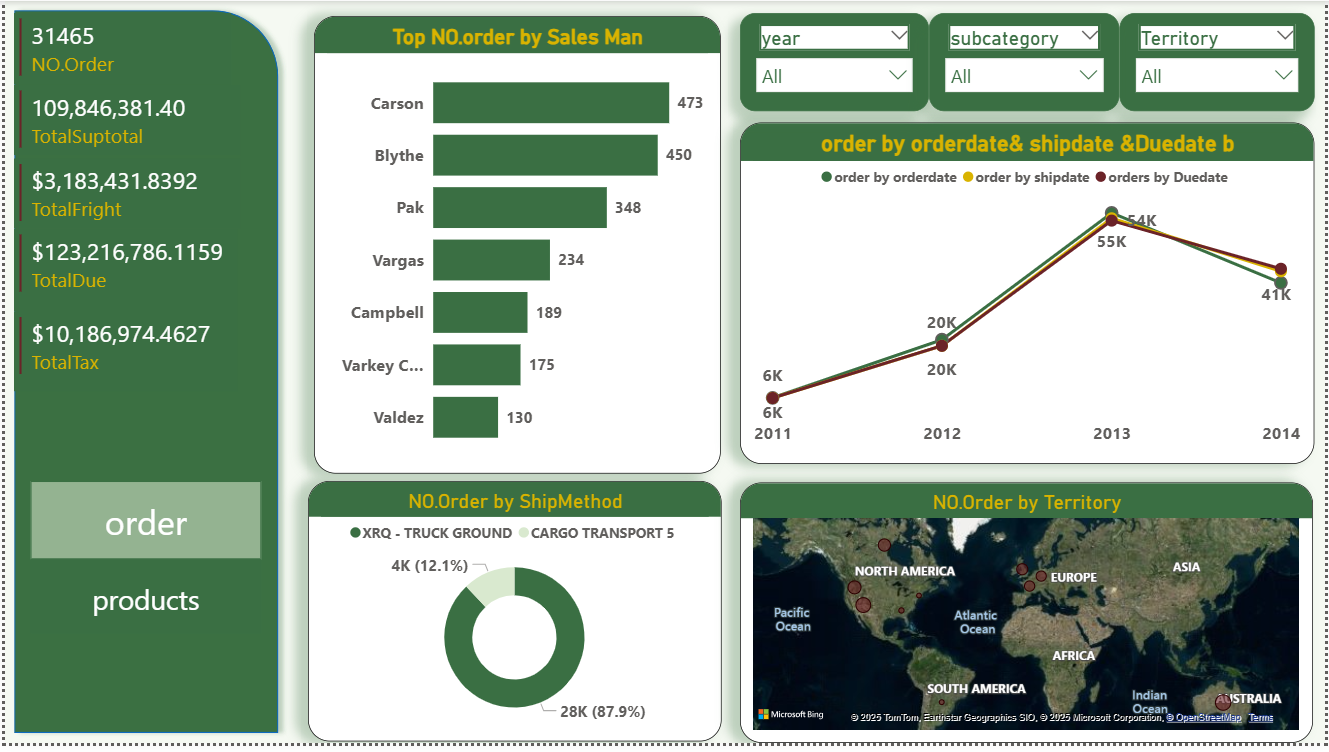 31465
NO.Order
109,846,381.40
TotalSuptotal
$3,183,431.8392
TotalFright
$123,216,786.1159
TotalDue
$10,186,974.4627
TotalTax
order
products
Top NO.order by Sales Man
Carson 473
Blythe 450
Pak 348
Vargas 234
Campbell 189
Varkey C... 175
Valdez 130
year
All
subcategory
All
Territory
All
order by orderdate& shipdate &Duedate b
order by orderdate order by shipdate orders by Duedate
54K
55K
41K
20K
20K
6K
6K
2011 2012 2013 2014
NO.Order by ShipMethod
XRQ - TRUCK GROUND CARGO TRANSPORT 5
4K (12.1%)
28K (87.9%)
NO.Order by Territory
NORTH AMERICA
EUROPE
ASIA
Pacific
Ocean
Atlantic
Ocean
AFRICA
SOUTH AMERICA
Indian
Ocean
AUSTRALIA
Microsoft Bing
© 2025 TomTom, Earthstar Geographics SIO, © 2025 Microsoft Corporation, © OpenStreetMap Terms